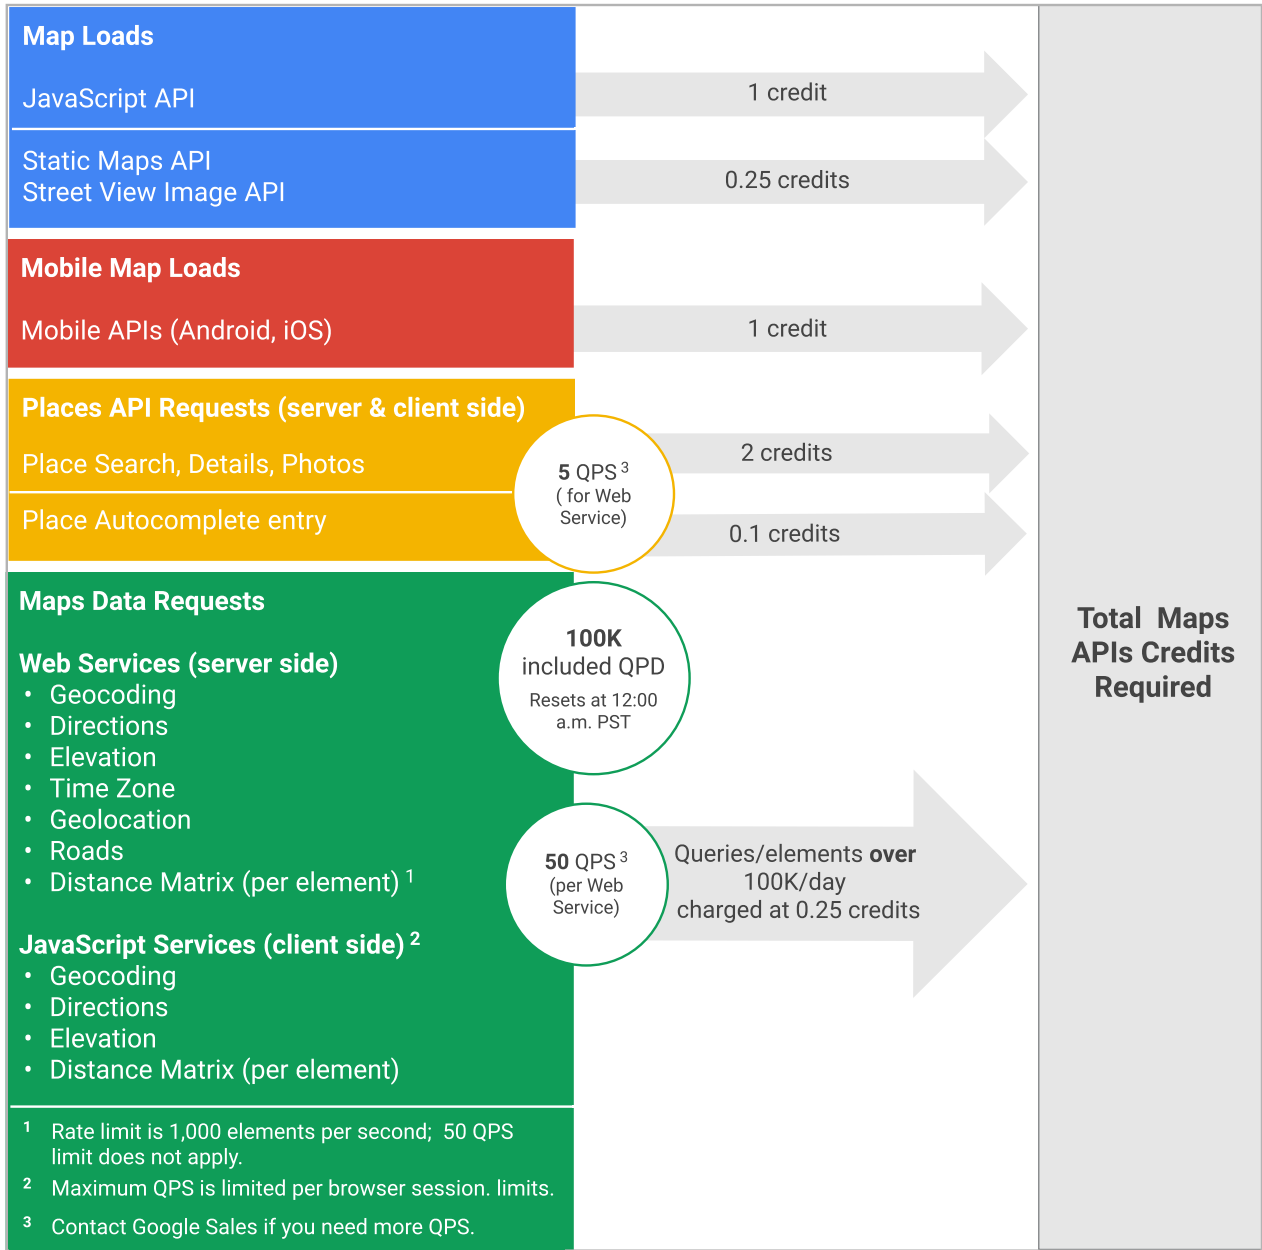 Map Loads
JavaScript API
1 credit
Static Maps API
Street View Image API
0.25 credits
Mobile Map Loads
Mobile APIs (Android, iOS)
1 credit
Places API Requests (server & client side)
Place Search, Details, Photos
2 credits
Place Autocomplete entry
0.1 credits
5 QPS 3
( for Web
Service)
Maps Data Requests
Web Services (server side)
• Geocoding
• Directions
• Elevation
• Time Zone
• Geolocation
• Roads
• Distance Matrix (per element) 1
JavaScript Services (client side) 2
• Geocoding
• Directions
• Elevation
• Distance Matrix (per element)
100K
included QPD
Resets at 12:00
a.m. PST
50 QPS 3
(per Web
Service)
Queries/elements over
100K/day
charged at 0.25 credits
1 Rate limit is 1,000 elements per second; 50 QPS
limit does not apply.
2 Maximum QPS is limited per browser session. limits.
3 Contact Google Sales if you need more QPS.
Total Maps
APIs Credits
Required